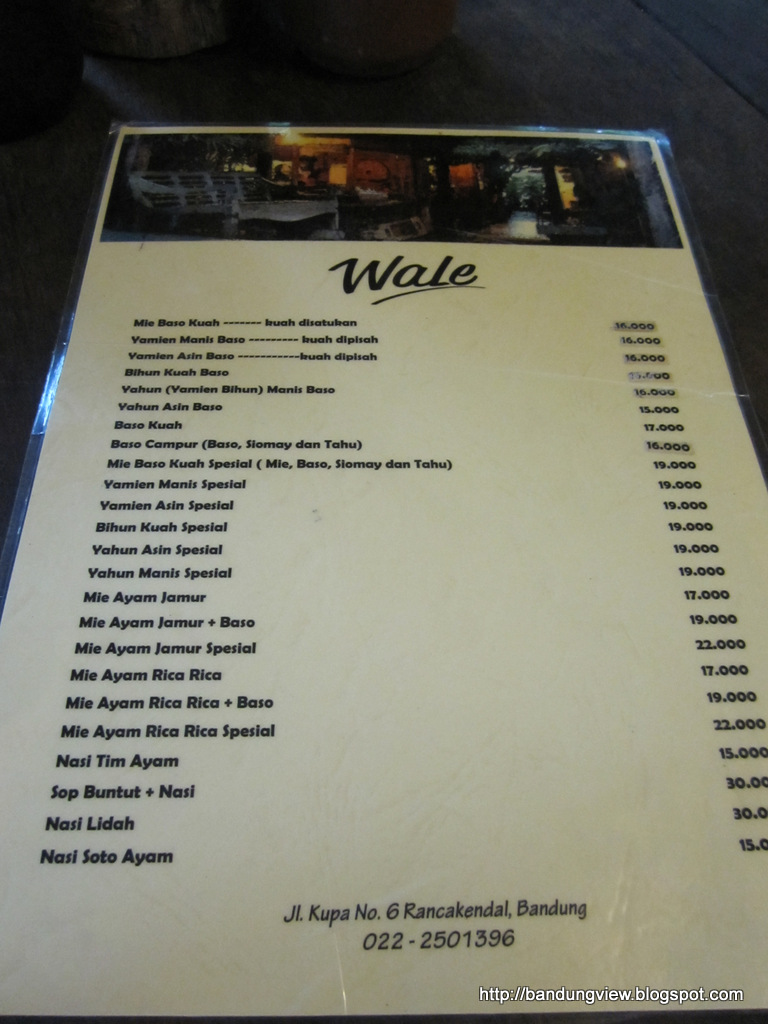 Wale
Mie Baso Kuah ------- kuah disatukan 16.000
Yamien Manis Baso --------- kuah dipisah 16.000
Yamien Asin Baso -----------kuah dipisah 16.000
Bihun Kuah Baso
Yahun (Yamien Bihun) Manis Baso 16.000
Yahun Asin Baso 15.000
Baso Kuah 17.000
Baso Campur (Baso, Siomay dan Tahu) 16.000
Mie Baso Kuah Spesial ( Mie, Baso, Siomay dan Tahu) 19.000
Yamien Manis Spesial 19.000
Yamien Asin Spesial 19.000
Bihun Kuah Spesial 19.000
Yahun Asin Spesial 19.000
Yahun Manis Spesial 19.000
Mie Ayam Jamur 17.000
Mie Ayam Jamur + Baso 19.000
Mie Ayam Jamur Spesial 22.000
Mie Ayam Rica Rica 17.000
Mie Ayam Rica Rica + Baso 19.000
Mie Ayam Rica Rica Spesial 22.000
Nasi Tim Ayam 15.000
Sop Buntut + Nasi 30.00
Nasi Lidah 30.0
Nasi Soto Ayam 15.0
Jl. Kupa No. 6 Rancakendal, Bandung
022 - 2501396
http://bandungview.blogspot.com